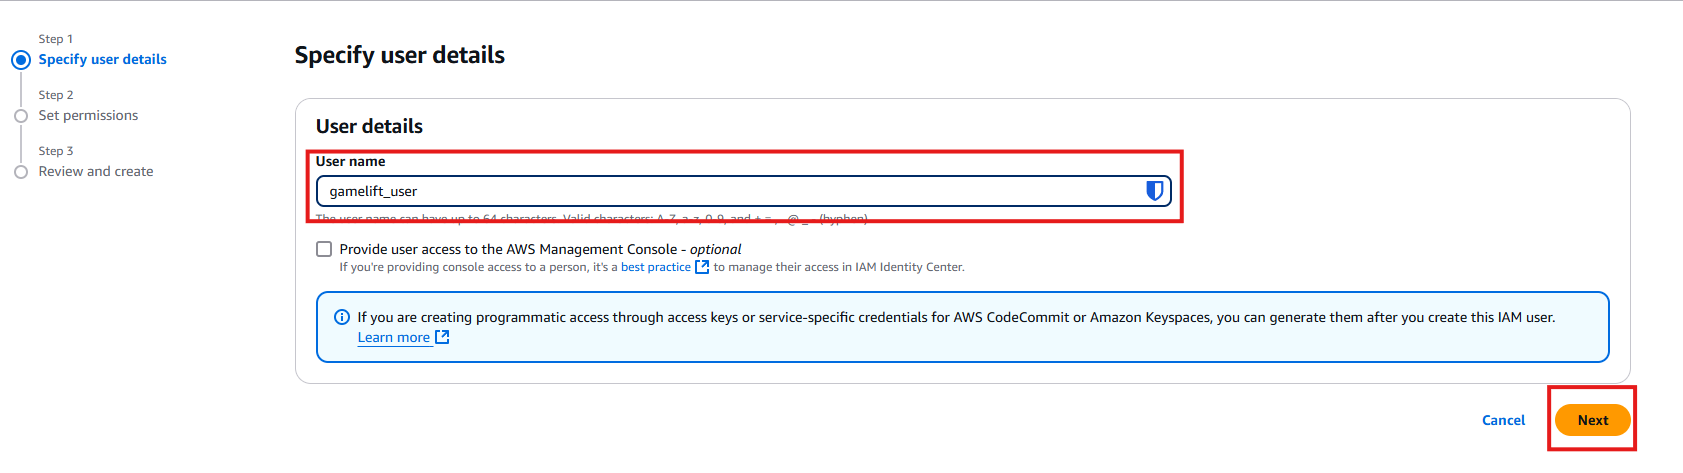 Step 1
Specify user details
Step 2
Set permissions
Step 3
Review and create
Specify user details
User details
User name
gamelift_user
The user name can have up to 64 characters. Valid characters: A-Z, a-z, 0-9, and + = , . @ _ - (hyphen)
Provide user access to the AWS Management Console - optional
If you're providing console access to a person, it's a best practice to manage their access in IAM Identity Center.
If you are creating programmatic access through access keys or service-specific credentials for AWS CodeCommit or Amazon Keyspaces, you can generate them after you create this IAM user.
Learn more
Cancel
Next